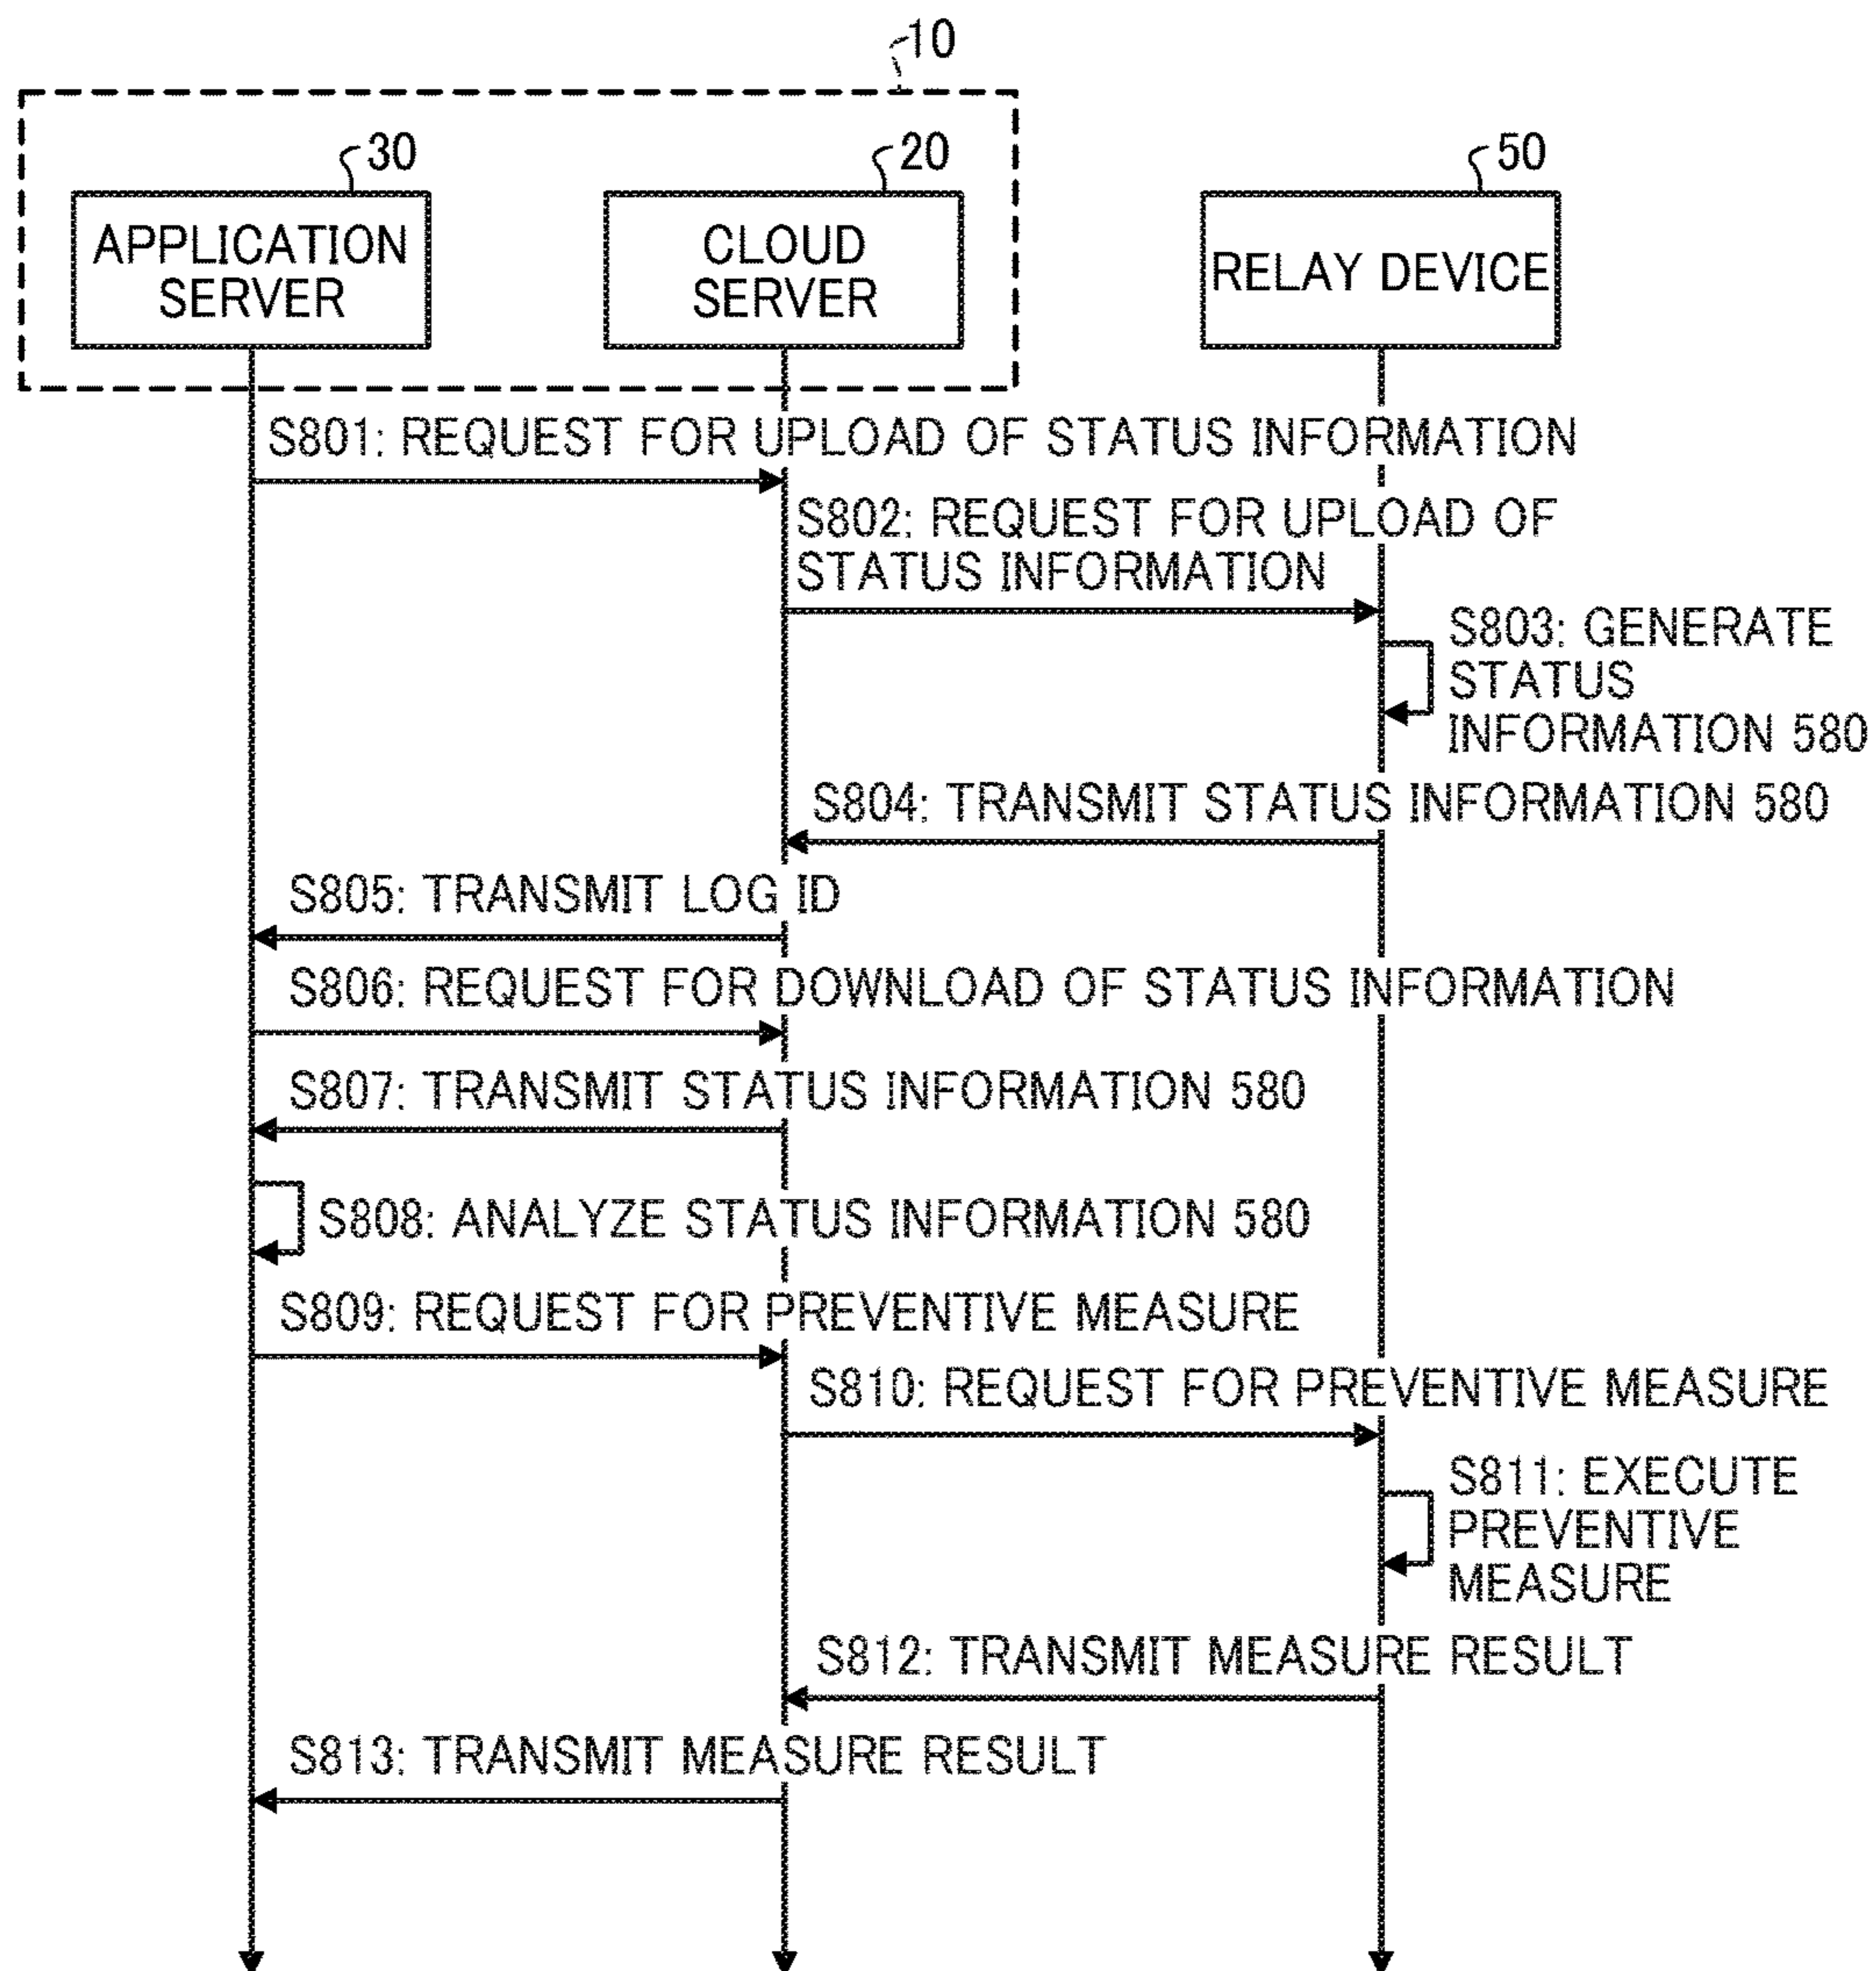 10
30
20
50
APPLICATION
SERVER
CLOUD
SERVER
RELAY DEVICE
S801: REQUEST FOR UPLOAD OF STATUS INFORMATION
S802: REQUEST FOR UPLOAD OF
STATUS INFORMATION
S803: GENERATE
STATUS
INFORMATION 580
S804: TRANSMIT STATUS INFORMATION 580
S805: TRANSMIT LOG ID
S806: REQUEST FOR DOWNLOAD OF STATUS INFORMATION
S807: TRANSMIT STATUS INFORMATION 580
S808: ANALYZE STATUS INFORMATION 580
S809: REQUEST FOR PREVENTIVE MEASURE
S810: REQUEST FOR PREVENTIVE MEASURE
S811: EXECUTE
PREVENTIVE
MEASURE
S812: TRANSMIT MEASURE RESULT
S813: TRANSMIT MEASURE RESULT